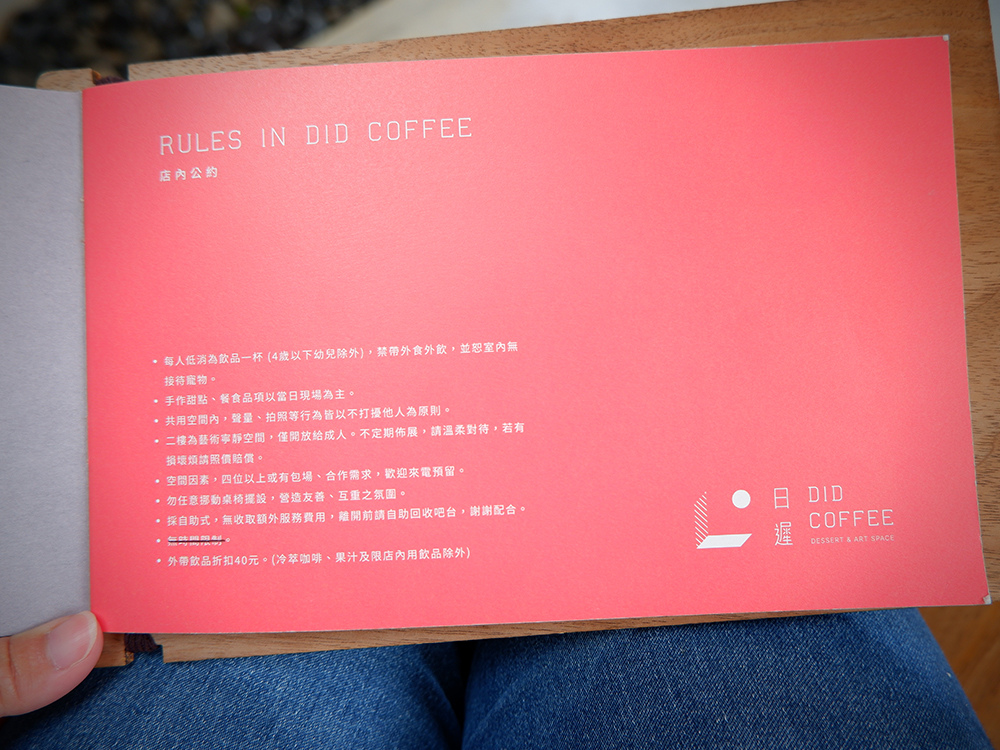 RULES IN DID COFFEE
店內公約
• 每人低消為飲品一杯 (4歲以下幼兒除外)，禁帶外食外飲，並恕室內無
接待寵物。
• 手作甜點、餐食品項以當日現場為主。
• 共用空間內，聲量、拍照等行為皆以不打擾他人為原則。
• 二樓為藝術寧靜空間，僅開放給成人。不定期佈展，請溫柔對待，若有
損壞煩請照價賠償。
• 空間因素，四位以上或有包場、合作需求，歡迎來電預留。
• 勿任意挪動桌椅擺設，營造友善、互重之氛圍。
• 採自助式，無收取額外服務費用，離開前請自助回收吧台，謝謝配合。
• 無時間限制。
• 外帶飲品折扣40元。(冷萃咖啡、果汁及限店內用飲品除外)
日遲
DID
COFFEE
DESSERT & ART SPACE